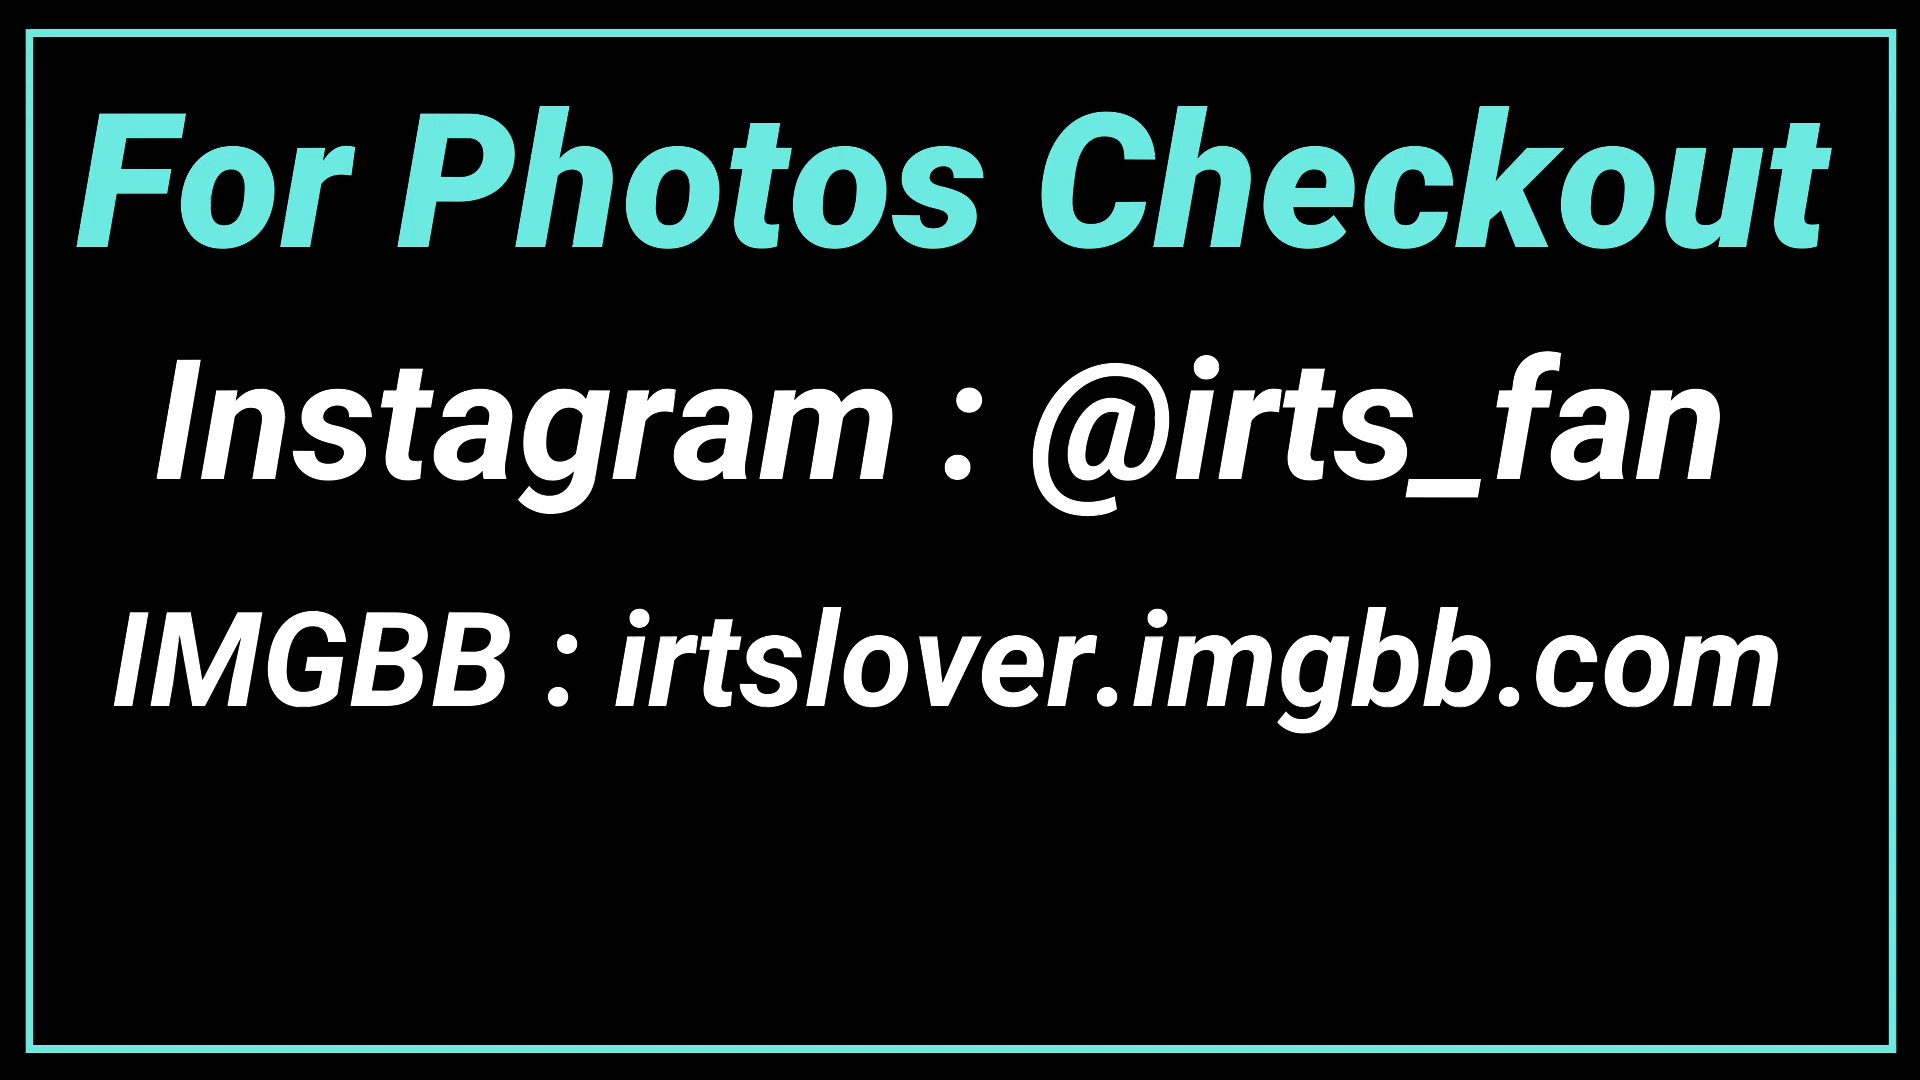 For Photos Checkout
Instagram : @irts_fan
IMGBB : irtslover.imgbb.com